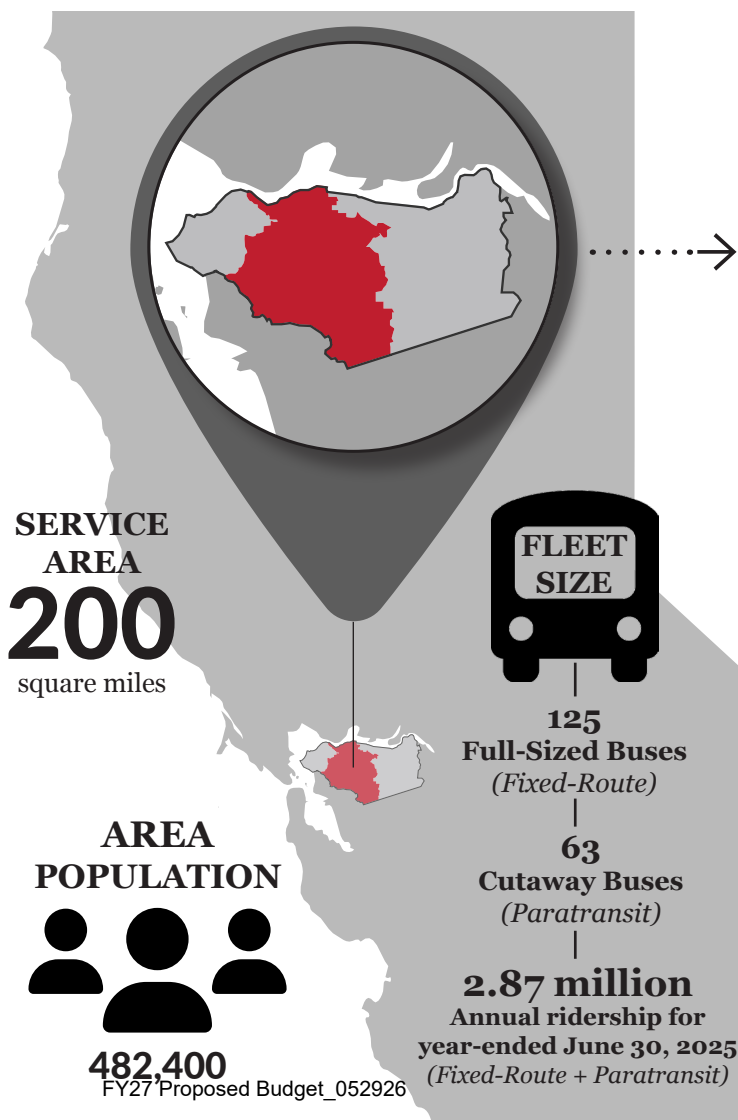 SERVICE
AREA
200
square miles
FLEET
SIZE
125
Full-Sized Buses
(Fixed-Route)
63
Cutaway Buses
(Paratransit)
2.87 million
Annual ridership for
year-ended June 30, 2025
(Fixed-Route + Paratransit)
AREA
POPULATION
482,400
FY27 Proposed Budget_052926